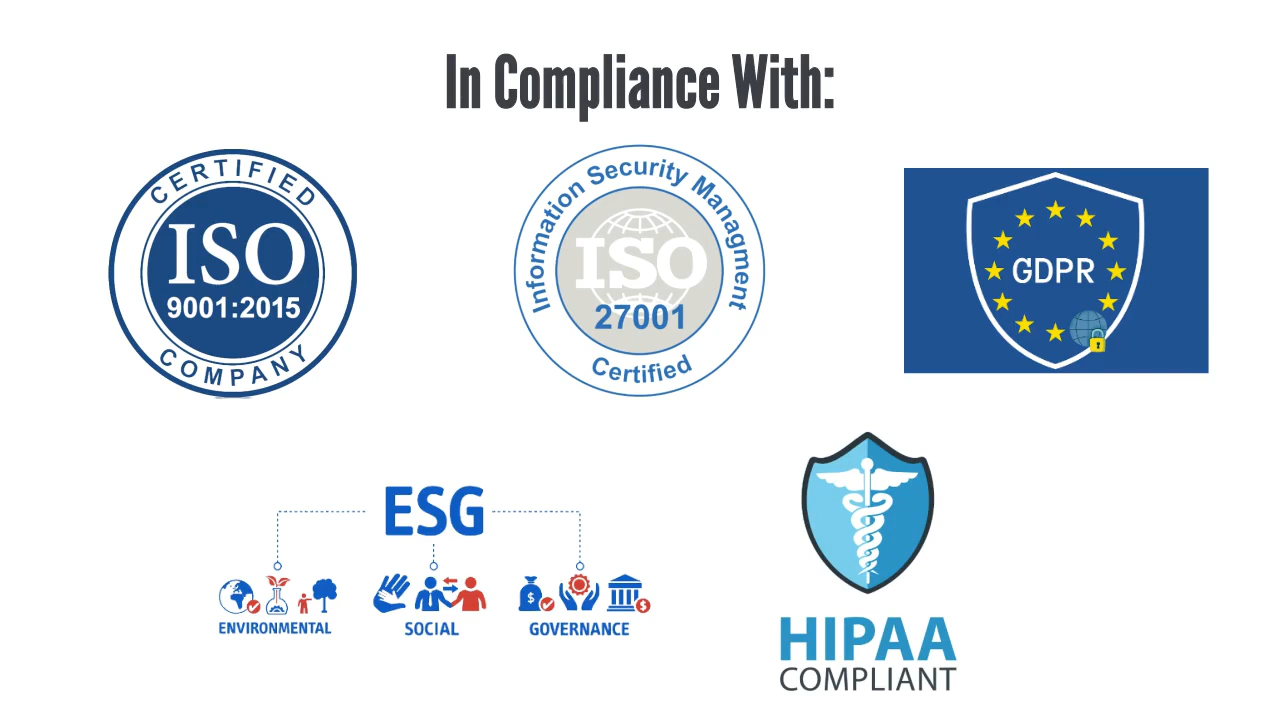 In Compliance With:
CERTIFIED
ISO
9001:2015
COMPANY
Information Security Managment
ISO
27001
Certified
GDPR
ESG
ENVIRONMENTAL
SOCIAL
GOVERNANCE
$
$
HIPAA
COMPLIANT